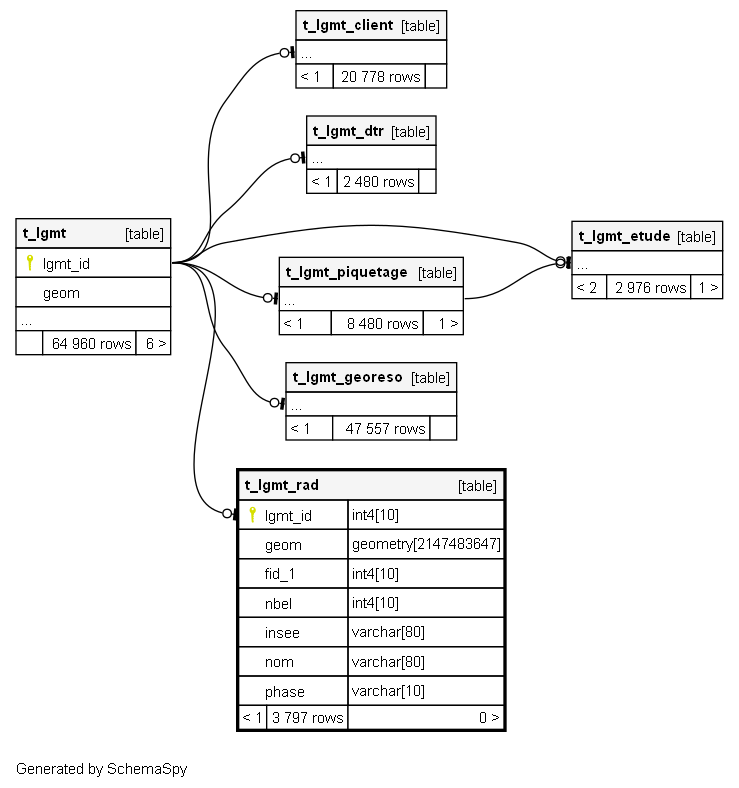 t_lgmt_client [table]
...
< 1 20 778 rows
t_lgmt_dtr [table]
...
< 1 2 480 rows
t_lgmt [table]
lgmt_id
geom
...
64 960 rows 6 >
t_lgmt_etude [table]
...
< 2 2 976 rows 1 >
t_lgmt_piquetage [table]
...
< 1 8 480 rows 1 >
t_lgmt_georeso [table]
...
< 1 47 557 rows
t_lgmt_rad [table]
lgmt_id int4[10]
geom geometry[2147483647]
fid_1 int4[10]
nbel int4[10]
insee varchar[80]
nom varchar[80]
phase varchar[10]
< 1 3 797 rows 0 >
Generated by SchemaSpy